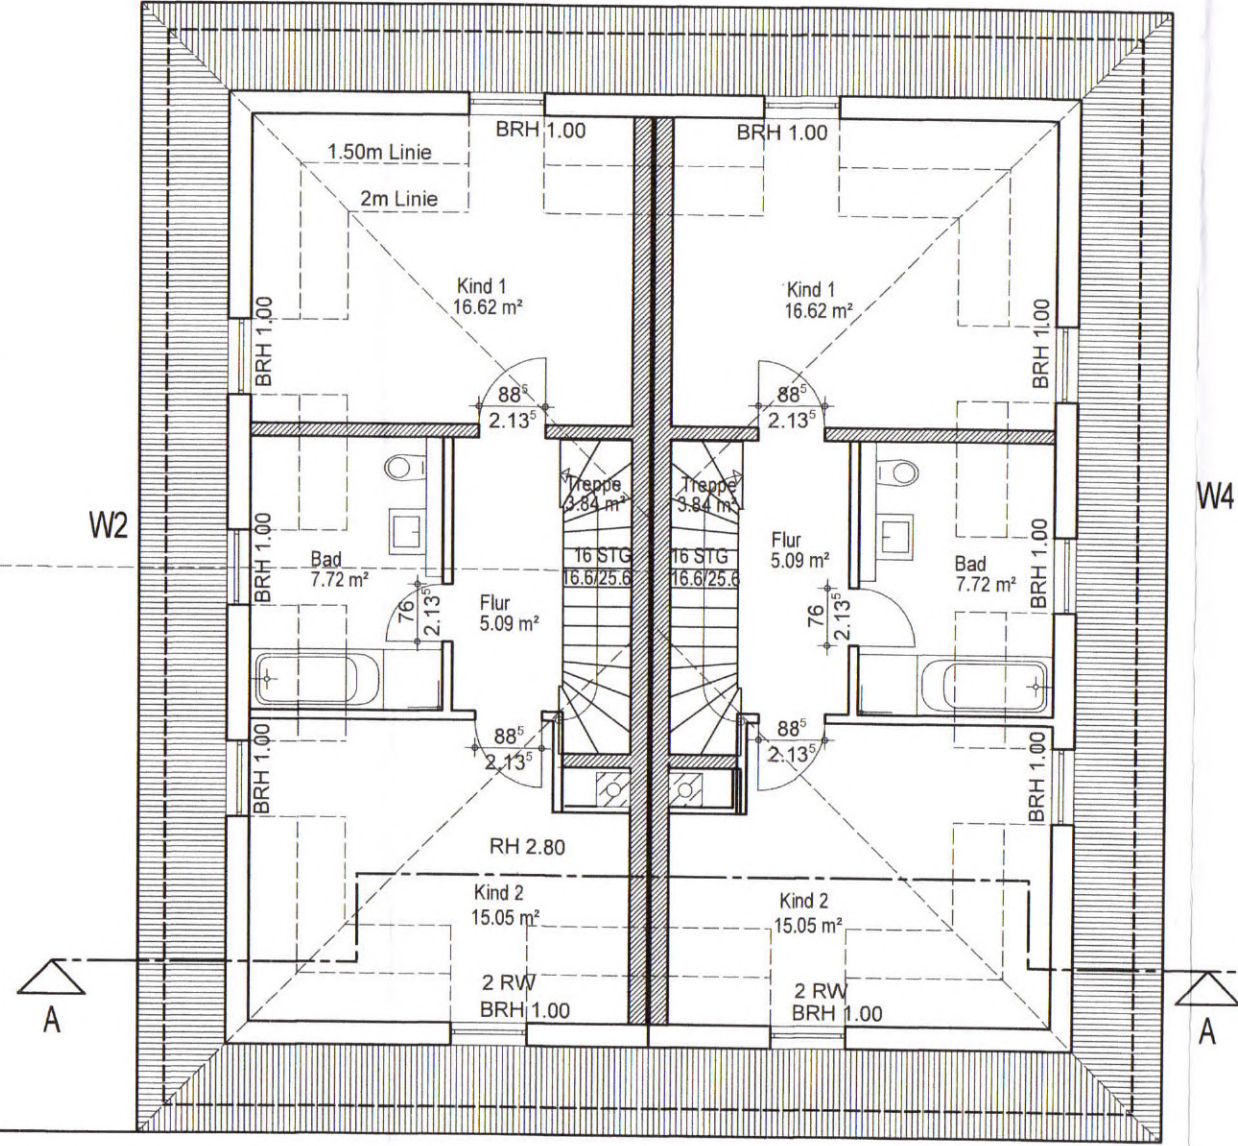 BRH 1.00
BRH 1.00
1.50m Linie
2m Linie
Kind 1
16.62 m²
Kind 1
16.62 m²
BRH 1.00
BRH 1.00
88⁵
2.13⁵
88⁵
2.13⁵
W2
W4
Treppe
3.84 m²
Treppe
3.84 m²
16 STG
16.6/25.6
16 STG
16.6/25.6
BRH 1.00
Bad
7.72 m²
Flur
5.09 m²
76
2.13⁵
Flur
5.09 m²
76
2.13⁵
Bad
7.72 m²
BRH 1.00
BRH 1.00
88⁵
2.13⁵
88⁵
2.13⁵
BRH 1.00
RH 2.80
Kind 2
15.05 m²
Kind 2
15.05 m²
2 RW
BRH 1.00
2 RW
BRH 1.00
A
A